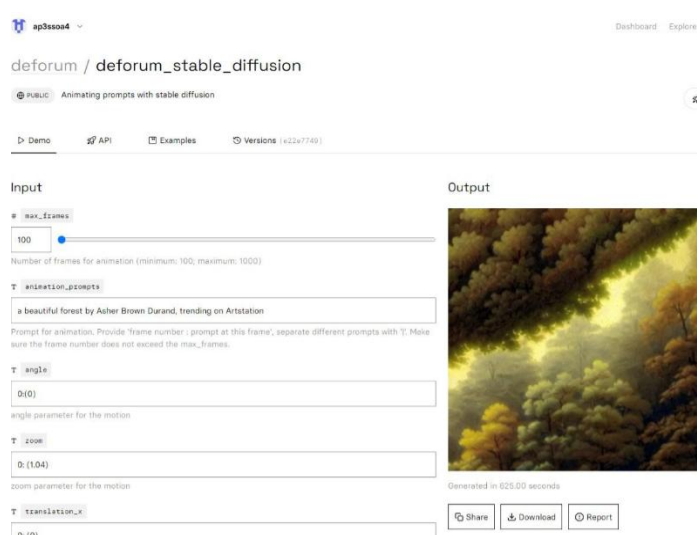 ap3ssoa4
Dashboard Explore
deforum / deforum_stable_diffusion
PUBLIC Animating prompts with stable diffusion
Demo API Examples Versions (e22e7749)
Input
Output
# max_frames
100
Number of frames for animation (minimum: 100; maximum: 1000)
T animation_prompts
a beautiful forest by Asher Brown Durand, trending on Artstation
Prompt for animation. Provide 'frame number : prompt at this frame', separate different prompts with '|'. Make
sure the frame number does not exceed the max_frames.
T angle
0:(0)
angle parameter for the motion
T zoom
0: (1.04)
zoom parameter for the motion
Generated in 625.00 seconds
T translation_x
Share Download Report
0: (0)